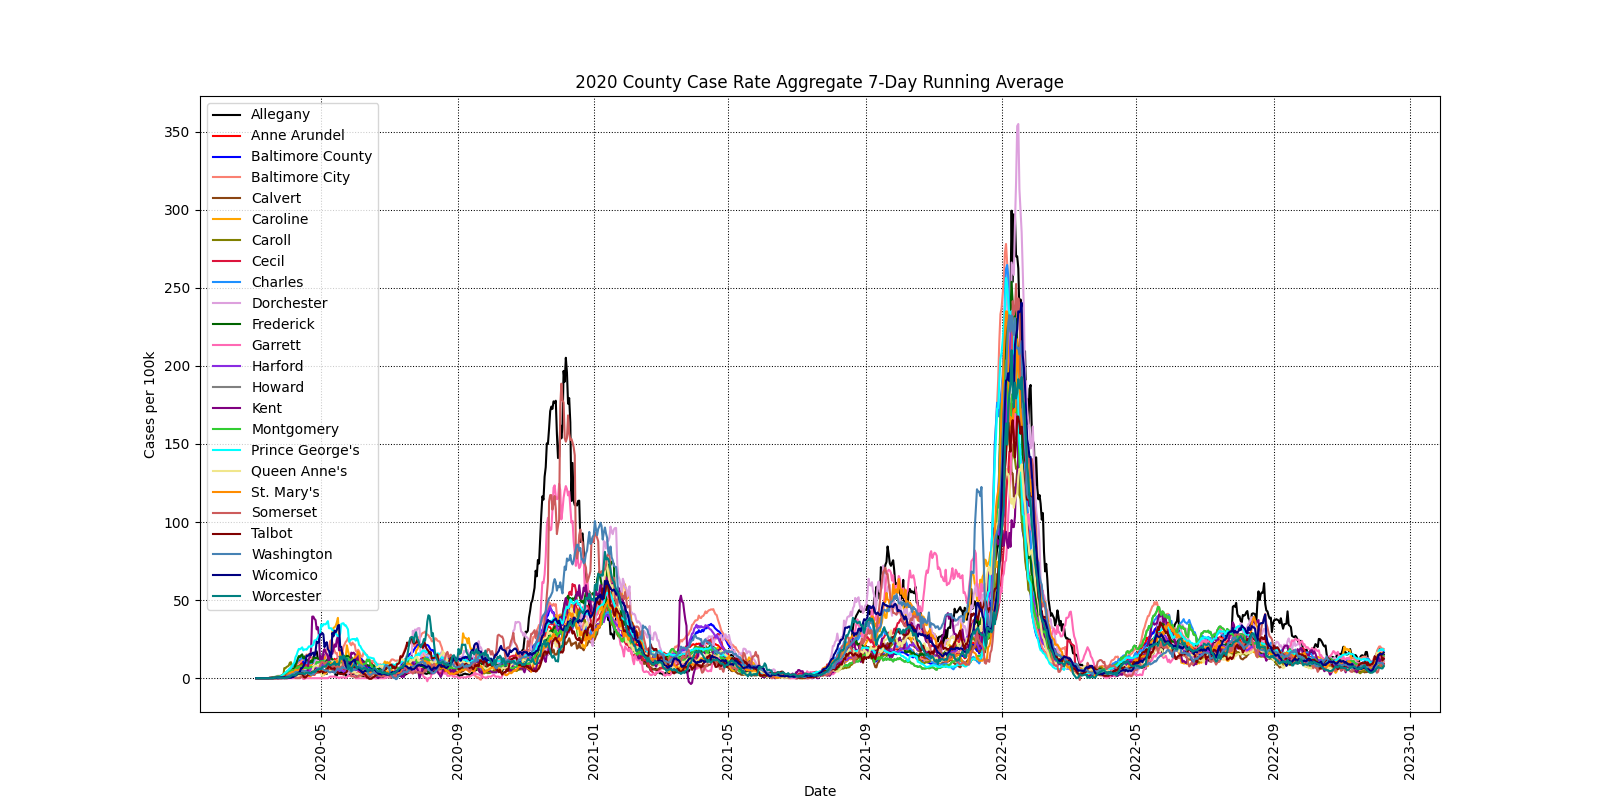 2020 County Case Rate Aggregate 7-Day Running Average
Allegany
Anne Arundel
Baltimore County
Baltimore City
Calvert
Caroline
Caroll
Cecil
Charles
Dorchester
Frederick
Garrett
Harford
Howard
Kent
Montgomery
Prince George's
Queen Anne's
St. Mary's
Somerset
Talbot
Washington
Wicomico
Worcester
Cases per 100k
350
300
250
200
150
100
50
0
2020-05
2020-09
2021-01
2021-05
2021-09
2022-01
2022-05
2022-09
2023-01
Date